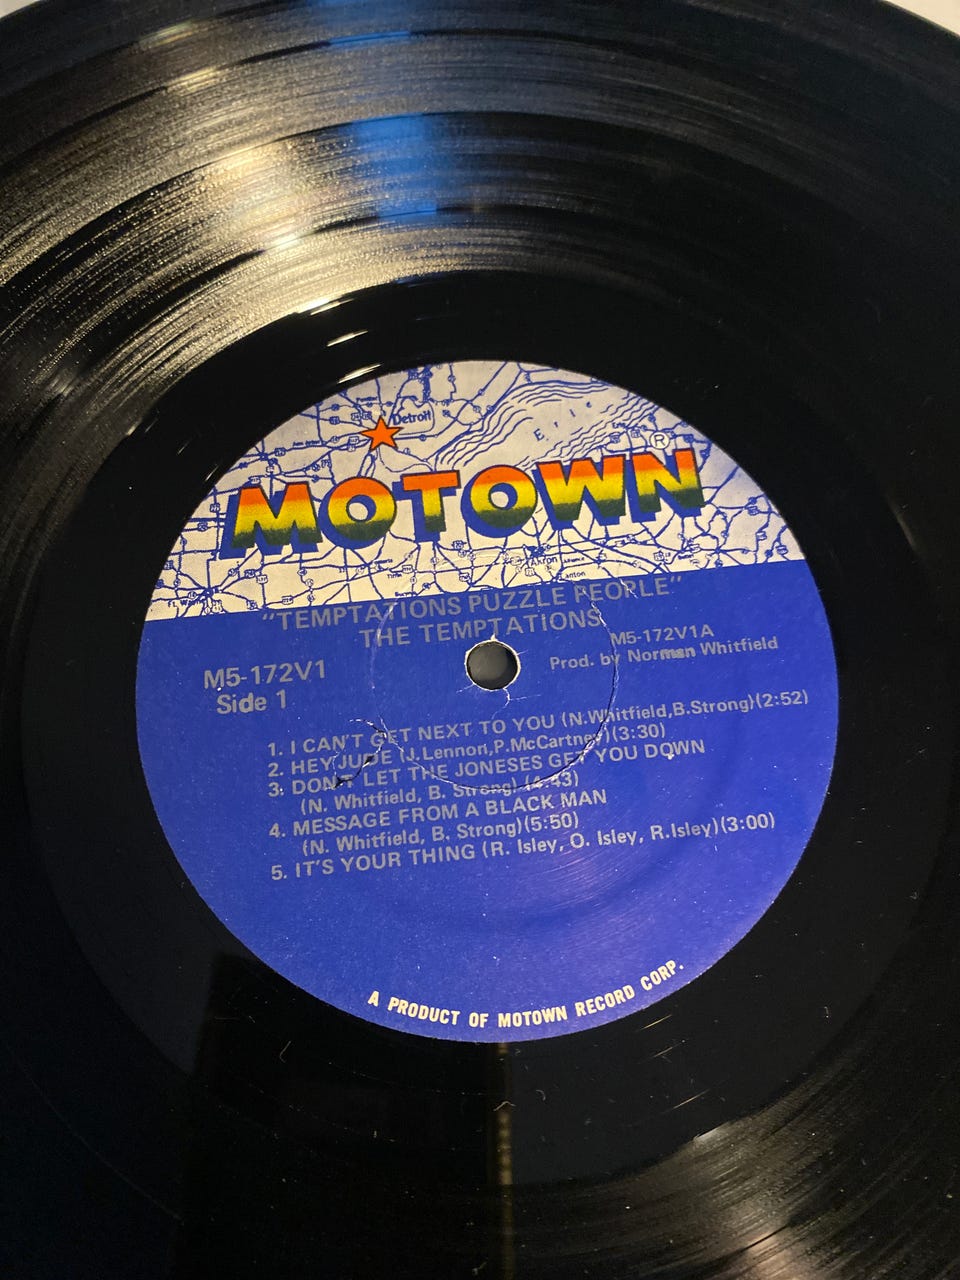 Detroit
Erie
MOTOWN®
Akron
Canton
Ft. Wayne
"TEMPTATIONS PUZZLE PEOPLE"
THE TEMPTATIONS
M5-172V1
Side 1
M5-172V1A
Prod. by Norman Whitfield
1. I CAN'T GET NEXT TO YOU (N.Whitfield,B.Strong)(2:52)
2. HEY JUDE (J.Lennon,P.McCartney)(3:30)
3. DON'T LET THE JONESES GET YOU DOWN
(N. Whitfield, B. Strong) (4:43)
4. MESSAGE FROM A BLACK MAN
(N. Whitfield, B. Strong)(5:50)
5. IT'S YOUR THING (R. Isley, O. Isley, R.Isley)(3:00)
A PRODUCT OF MOTOWN RECORD CORP.